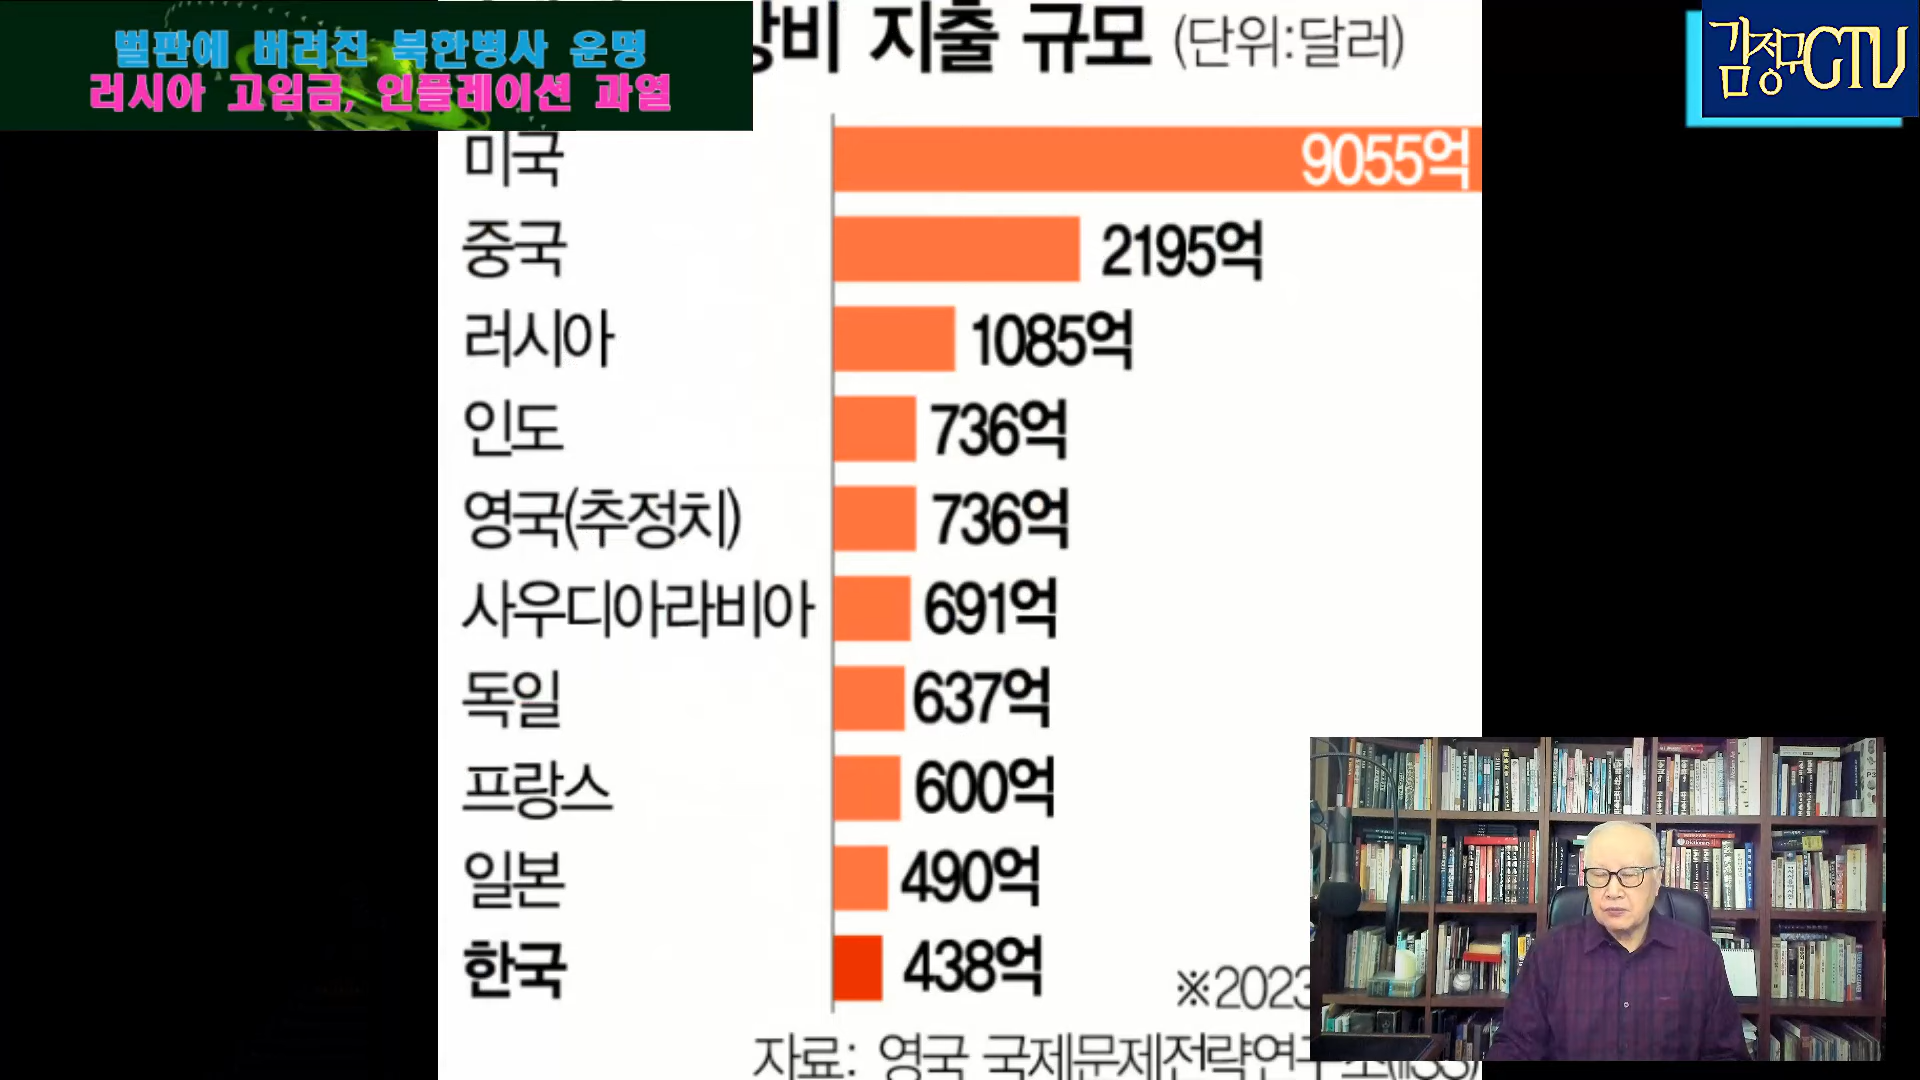 벌판에 버려진 북한병사 운명
러시아 고임금, 인플레이션 과열
지출 규모 (단위:달러)
김정무GTV
미국 9055억
중국 2195억
러시아 1085억
인도 736억
영국(추정치) 736억
사우디아라비아 691억
독일 637억
프랑스 600억
일본 490억
한국 438억
※2023
자료: 영국 국제문제전략연구소(IISS)